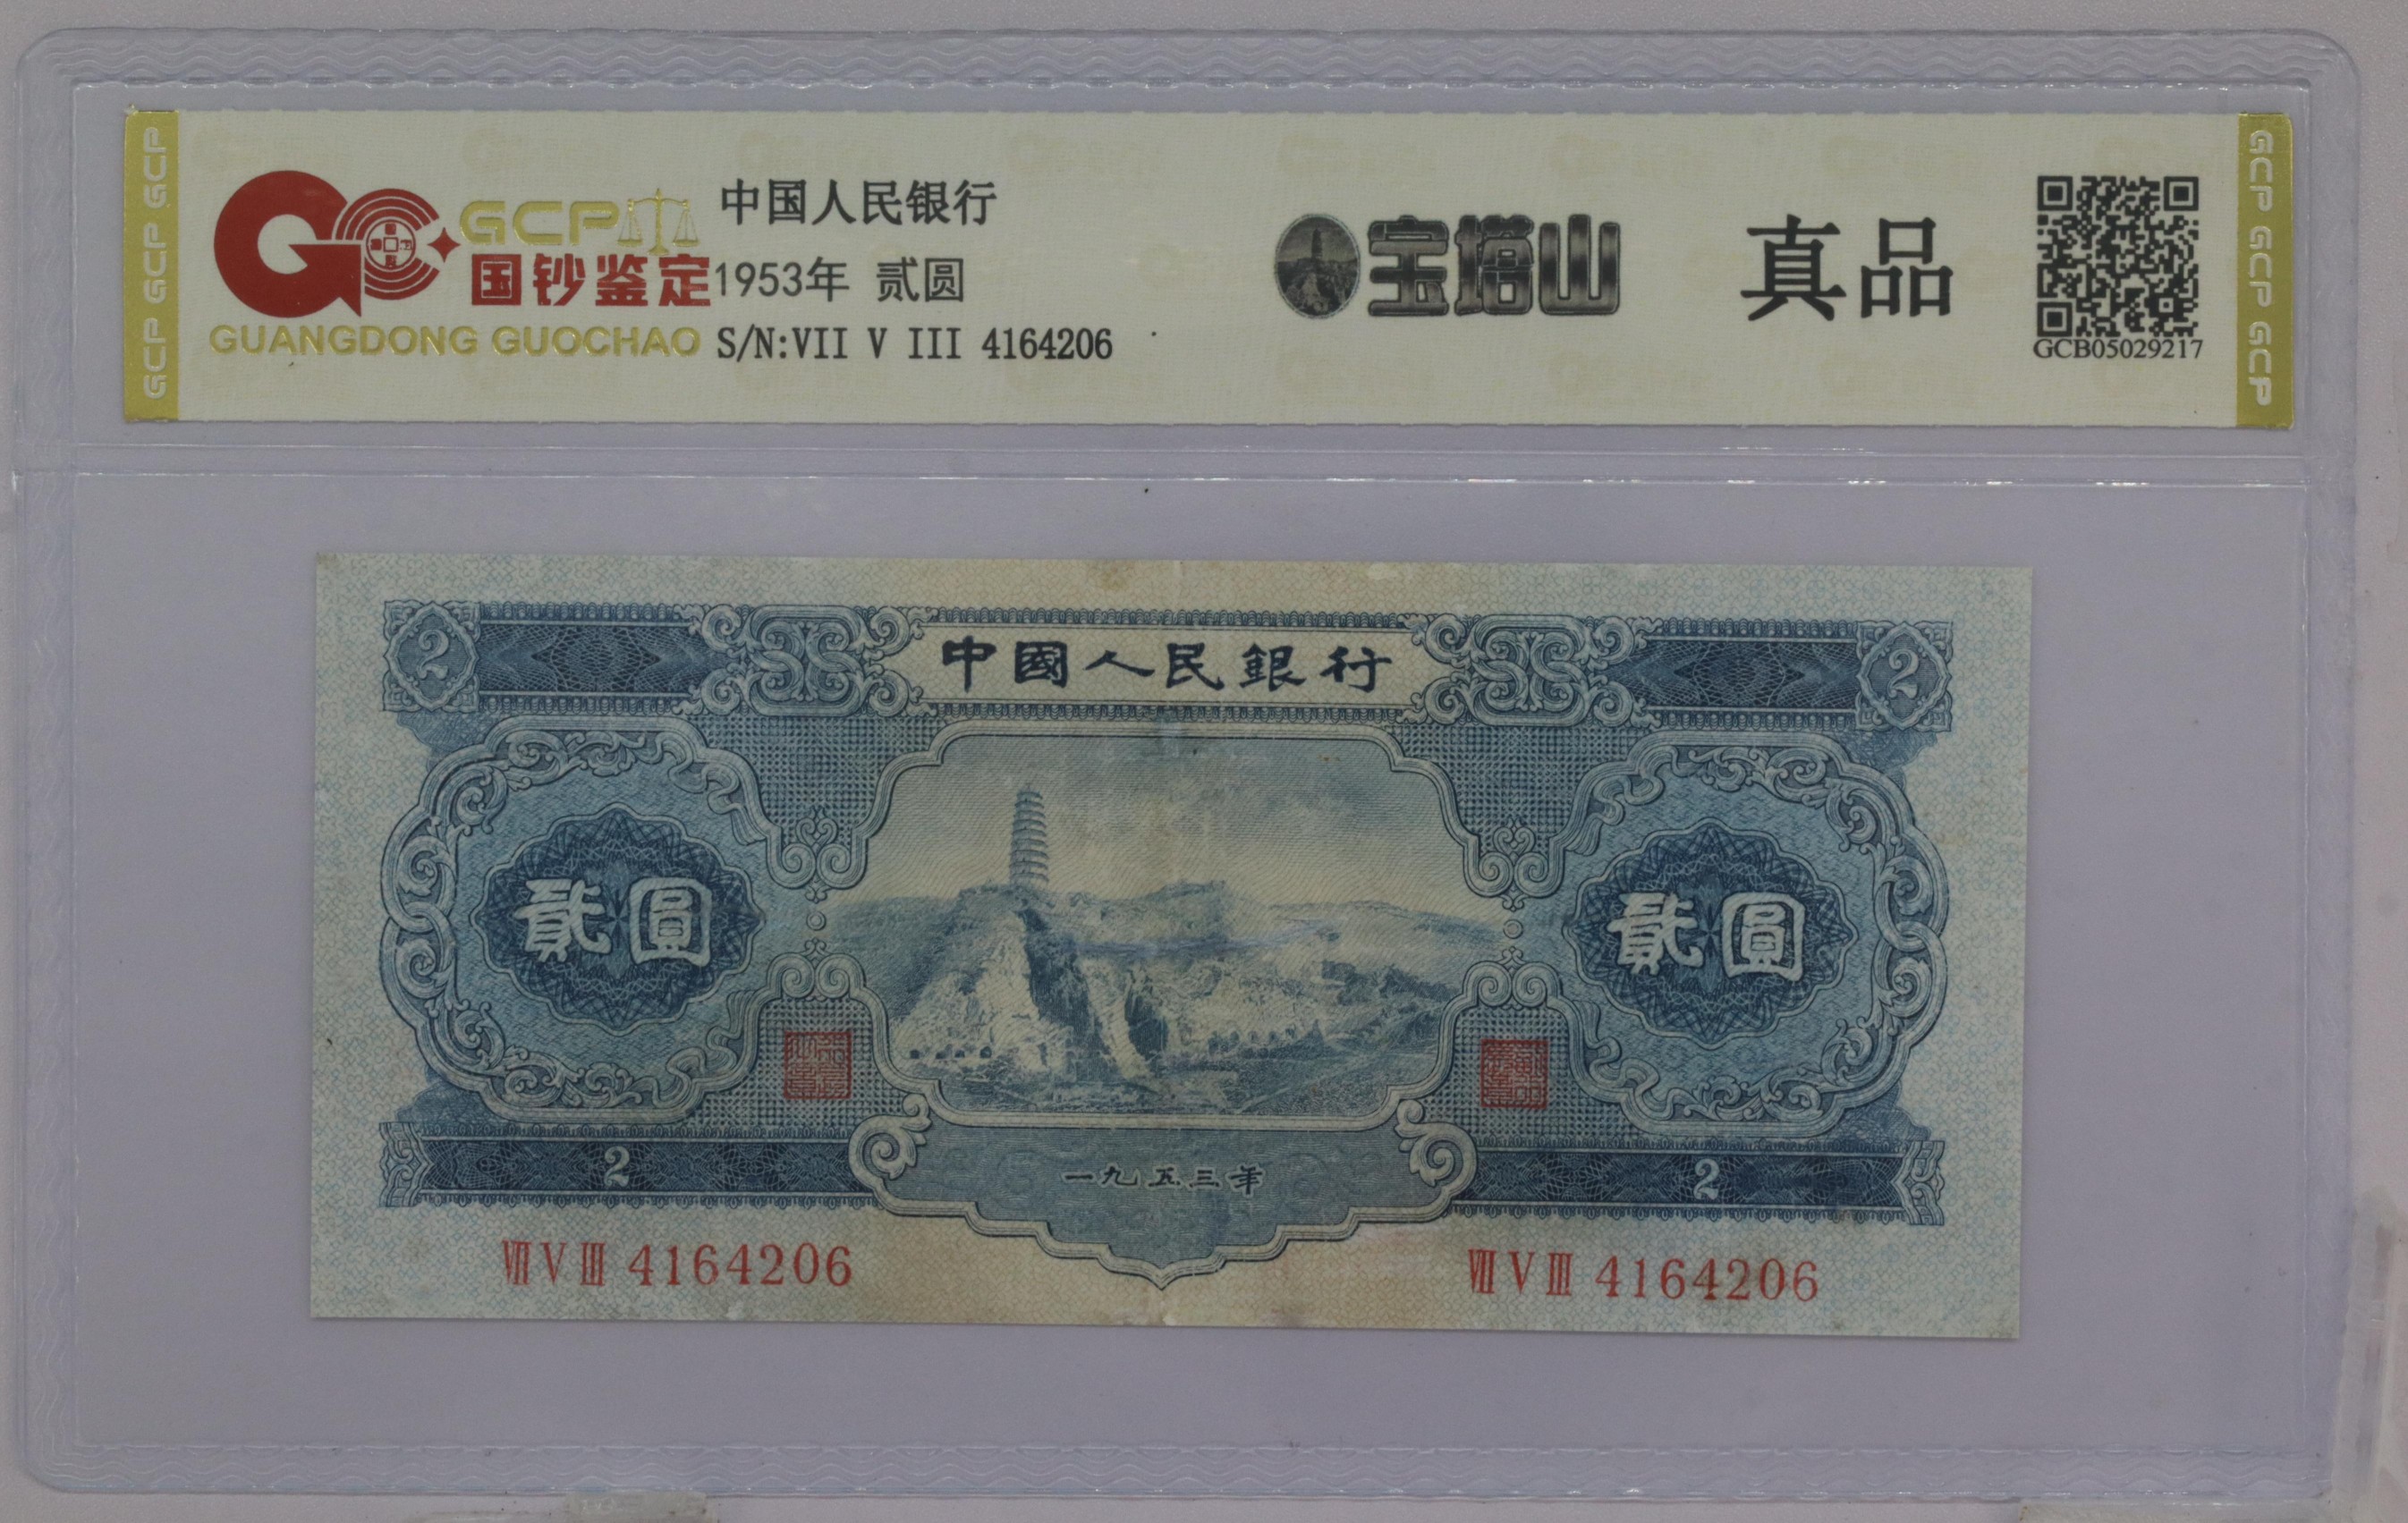 GCP GCP GCP
GCP
国钞鉴定
GUANGDONG GUOCHAO
中国人民银行
1953年 贰圆
S/N:VII V III 4164206
宝塔山
真品
GCB05029217
GCP GCP GCP
2
中國人民銀行
2
貳圓
貳圓
2
一九五三年
2
Ⅶ Ⅴ Ⅲ 4164206
Ⅶ Ⅴ Ⅲ 4164206